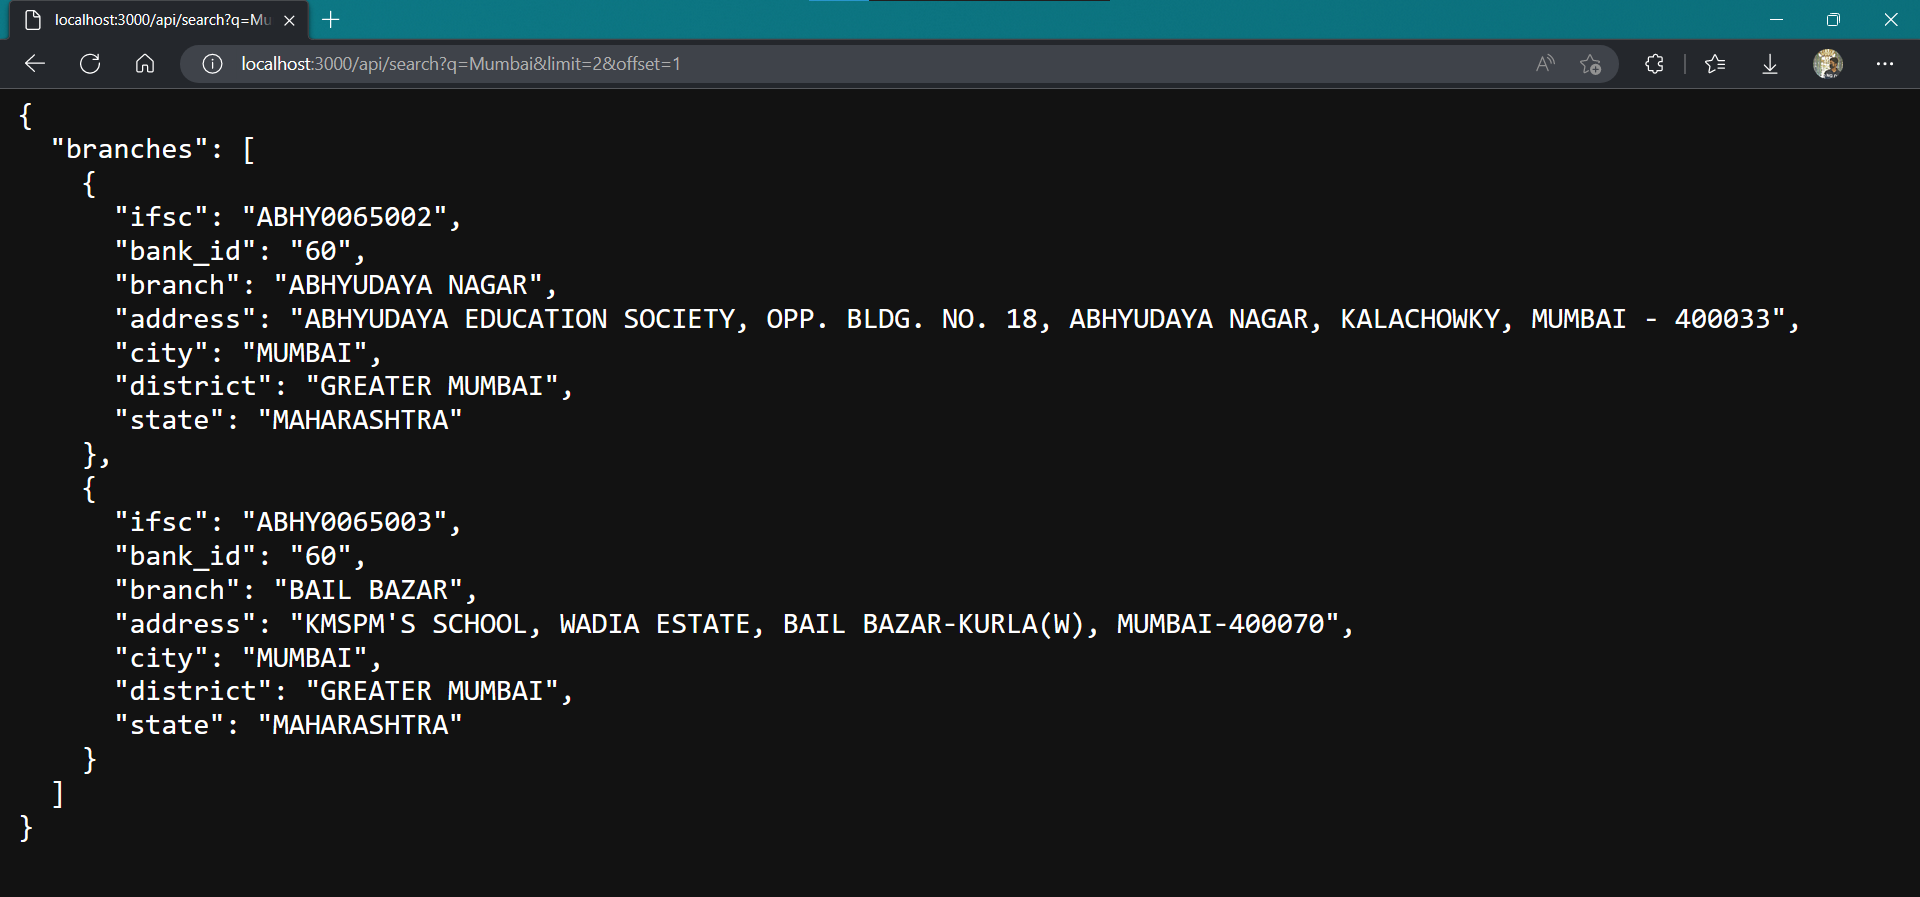 localhost:3000/api/search?q=Mu
localhost:3000/api/search?q=Mumbai&limit=2&offset=1
{
  "branches": [
    {
      "ifsc": "ABHY0065002",
      "bank_id": "60",
      "branch": "ABHYUDAYA NAGAR",
      "address": "ABHYUDAYA EDUCATION SOCIETY, OPP. BLDG. NO. 18, ABHYUDAYA NAGAR, KALACHOWKY, MUMBAI - 400033",
      "city": "MUMBAI",
      "district": "GREATER MUMBAI",
      "state": "MAHARASHTRA"
    },
    {
      "ifsc": "ABHY0065003",
      "bank_id": "60",
      "branch": "BAIL BAZAR",
      "address": "KMSPM'S SCHOOL, WADIA ESTATE, BAIL BAZAR-KURLA(W), MUMBAI-400070",
      "city": "MUMBAI",
      "district": "GREATER MUMBAI",
      "state": "MAHARASHTRA"
    }
  ]
}